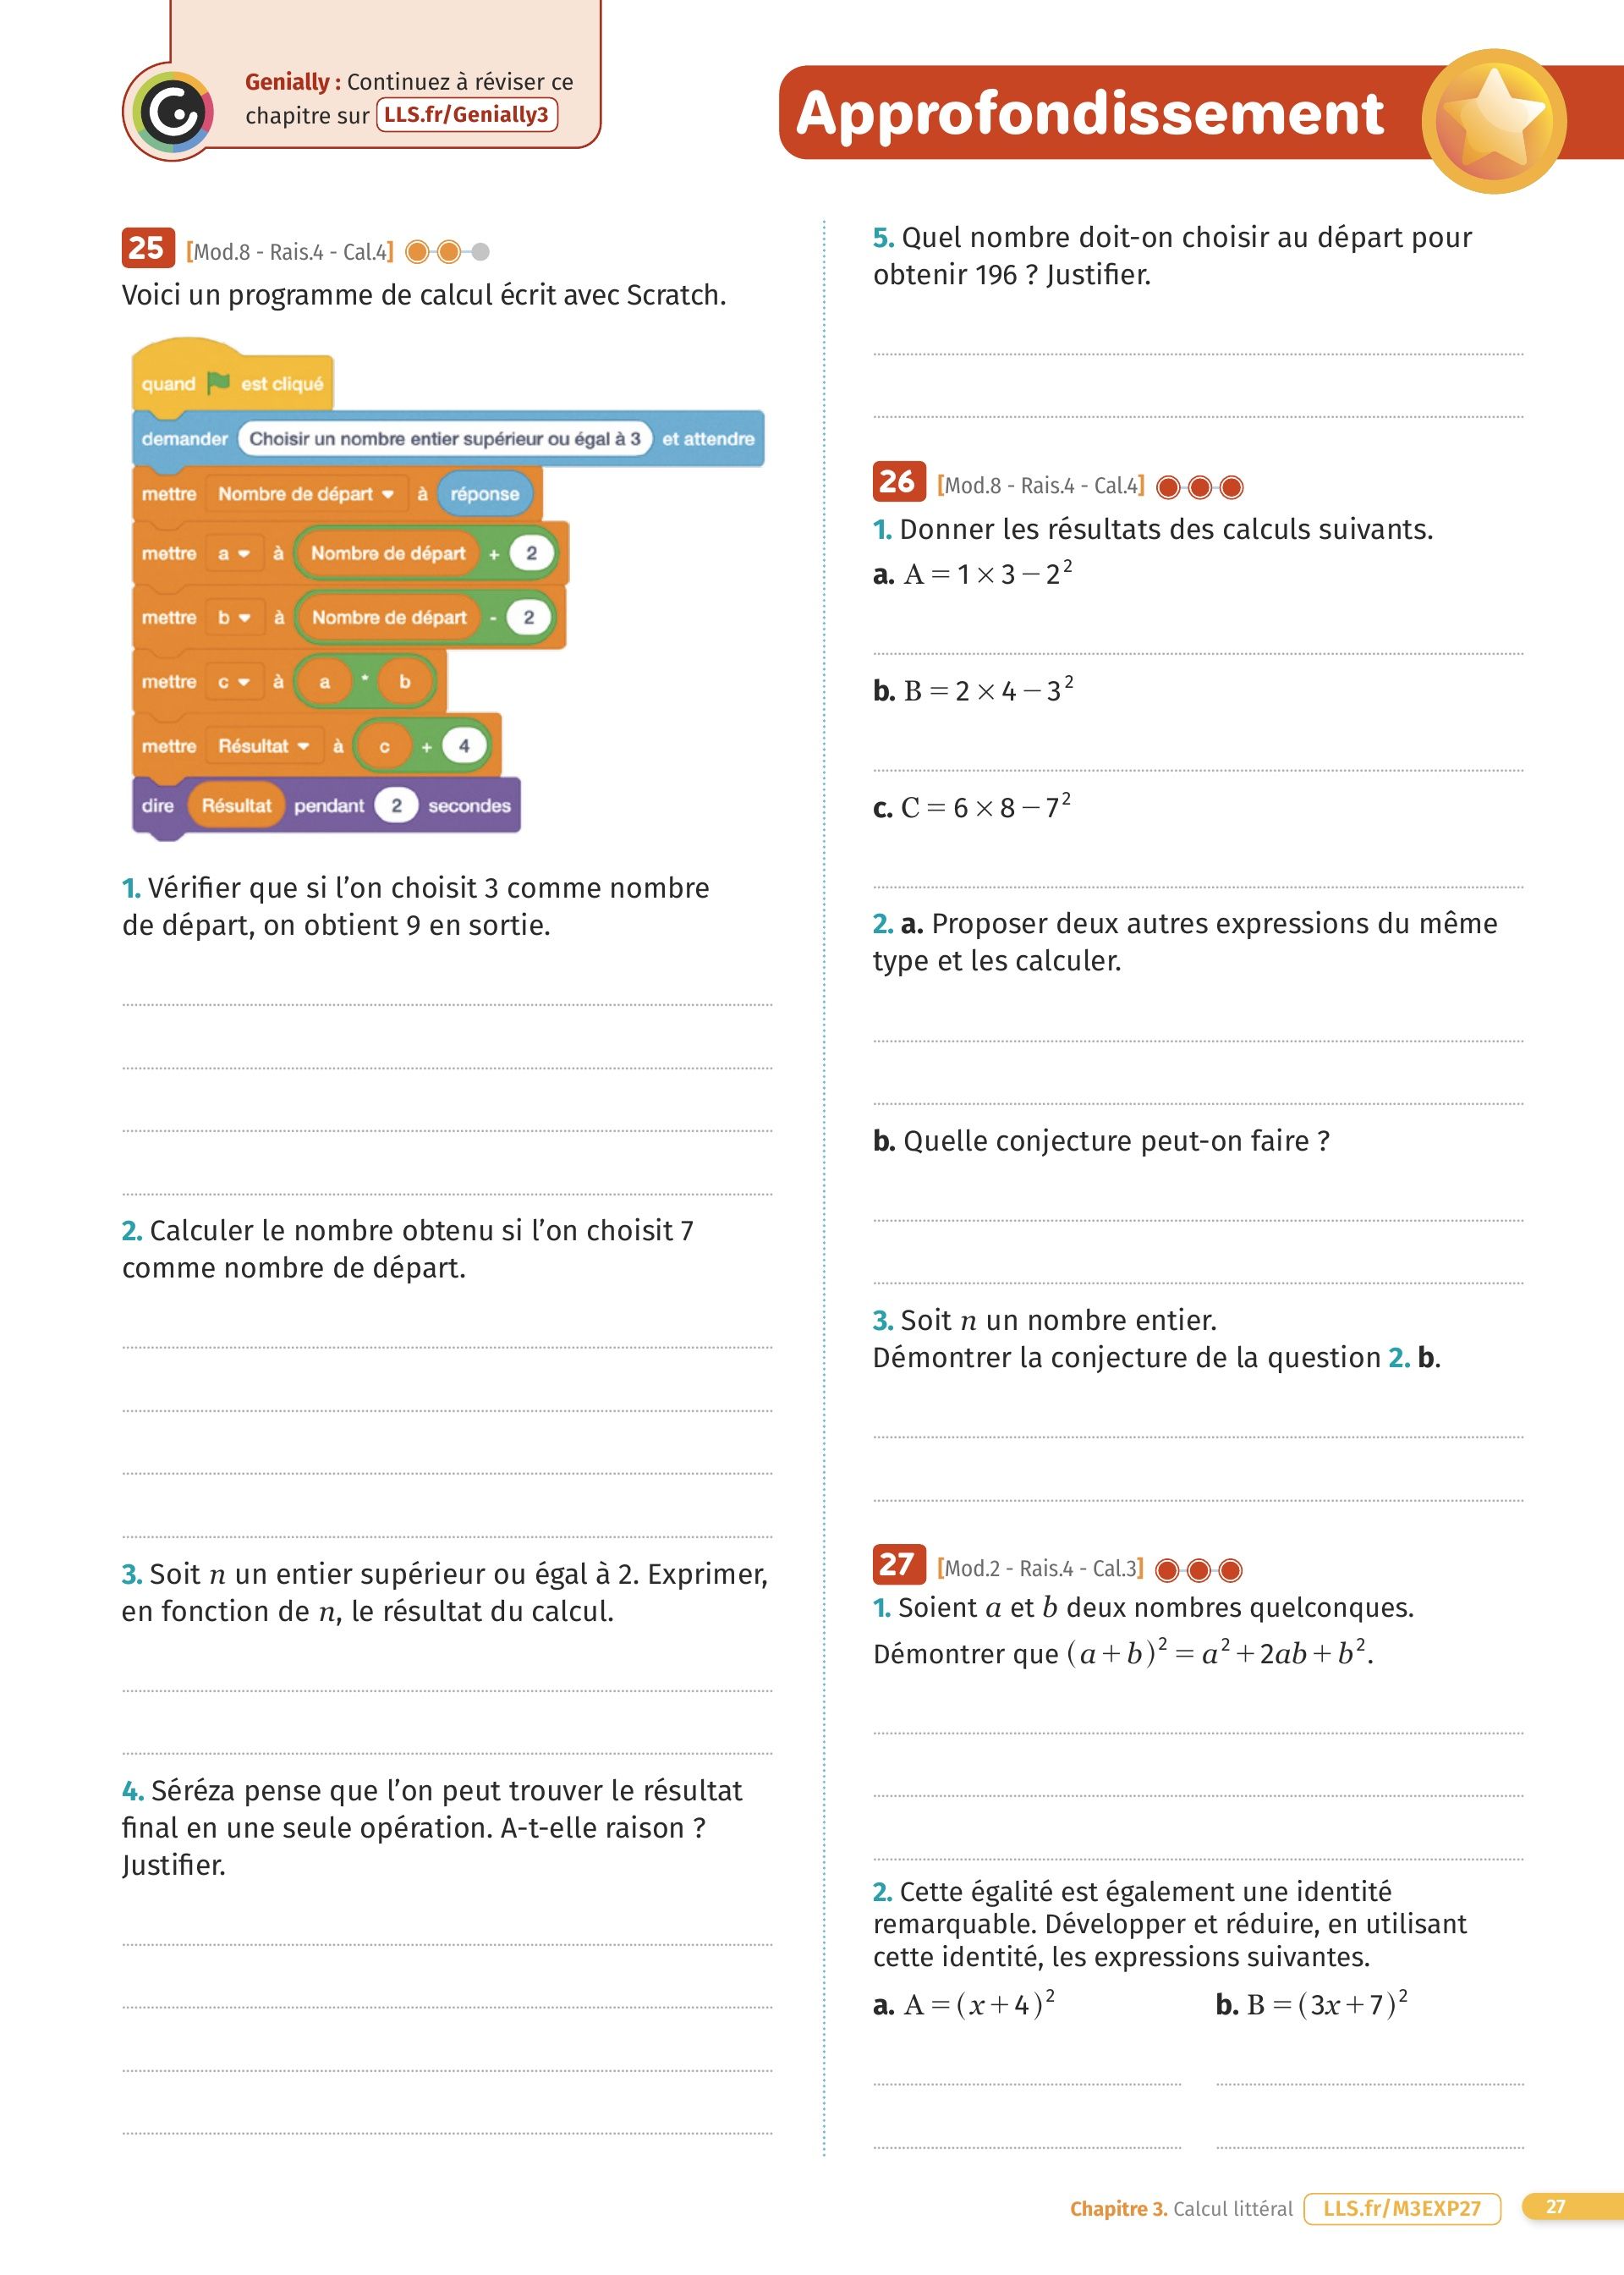 Genially : Continuez à réviser ce
chapitre sur LLS.fr/Genially3
Approfondissement
25 [Mod.8 - Rais.4 - Cal.4]
Voici un programme de calcul écrit avec Scratch.
quand est cliqué
demander Choisir un nombre entier supérieur ou égal à 3 et attendre
mettre Nombre de départ à réponse
mettre a à Nombre de départ + 2
mettre b à Nombre de départ - 2
mettre c à a * b
mettre Résultat à c + 4
dire Résultat pendant 2 secondes
1. Vérifier que si l’on choisit 3 comme nombre
de départ, on obtient 9 en sortie.
2. Calculer le nombre obtenu si l’on choisit 7
comme nombre de départ.
3. Soit n un entier supérieur ou égal à 2. Exprimer,
en fonction de n, le résultat du calcul.
4. Séréza pense que l’on peut trouver le résultat
final en une seule opération. A-t-elle raison ?
Justifier.
5. Quel nombre doit-on choisir au départ pour
obtenir 196 ? Justifier.
26 [Mod.8 - Rais.4 - Cal.4]
1. Donner les résultats des calculs suivants.
a. A = 1 × 3 − 2²
b. B = 2 × 4 − 3²
c. C = 6 × 8 − 7²
2. a. Proposer deux autres expressions du même
type et les calculer.
b. Quelle conjecture peut-on faire ?
3. Soit n un nombre entier.
Démontrer la conjecture de la question 2. b.
27 [Mod.2 - Rais.4 - Cal.3]
1. Soient a et b deux nombres quelconques.
Démontrer que (a + b)² = a² + 2ab + b².
2. Cette égalité est également une identité
remarquable. Développer et réduire, en utilisant
cette identité, les expressions suivantes.
a. A = (x + 4)² b. B = (3x + 7)²
Chapitre 3. Calcul littéral LLS.fr/M3EXP27 27